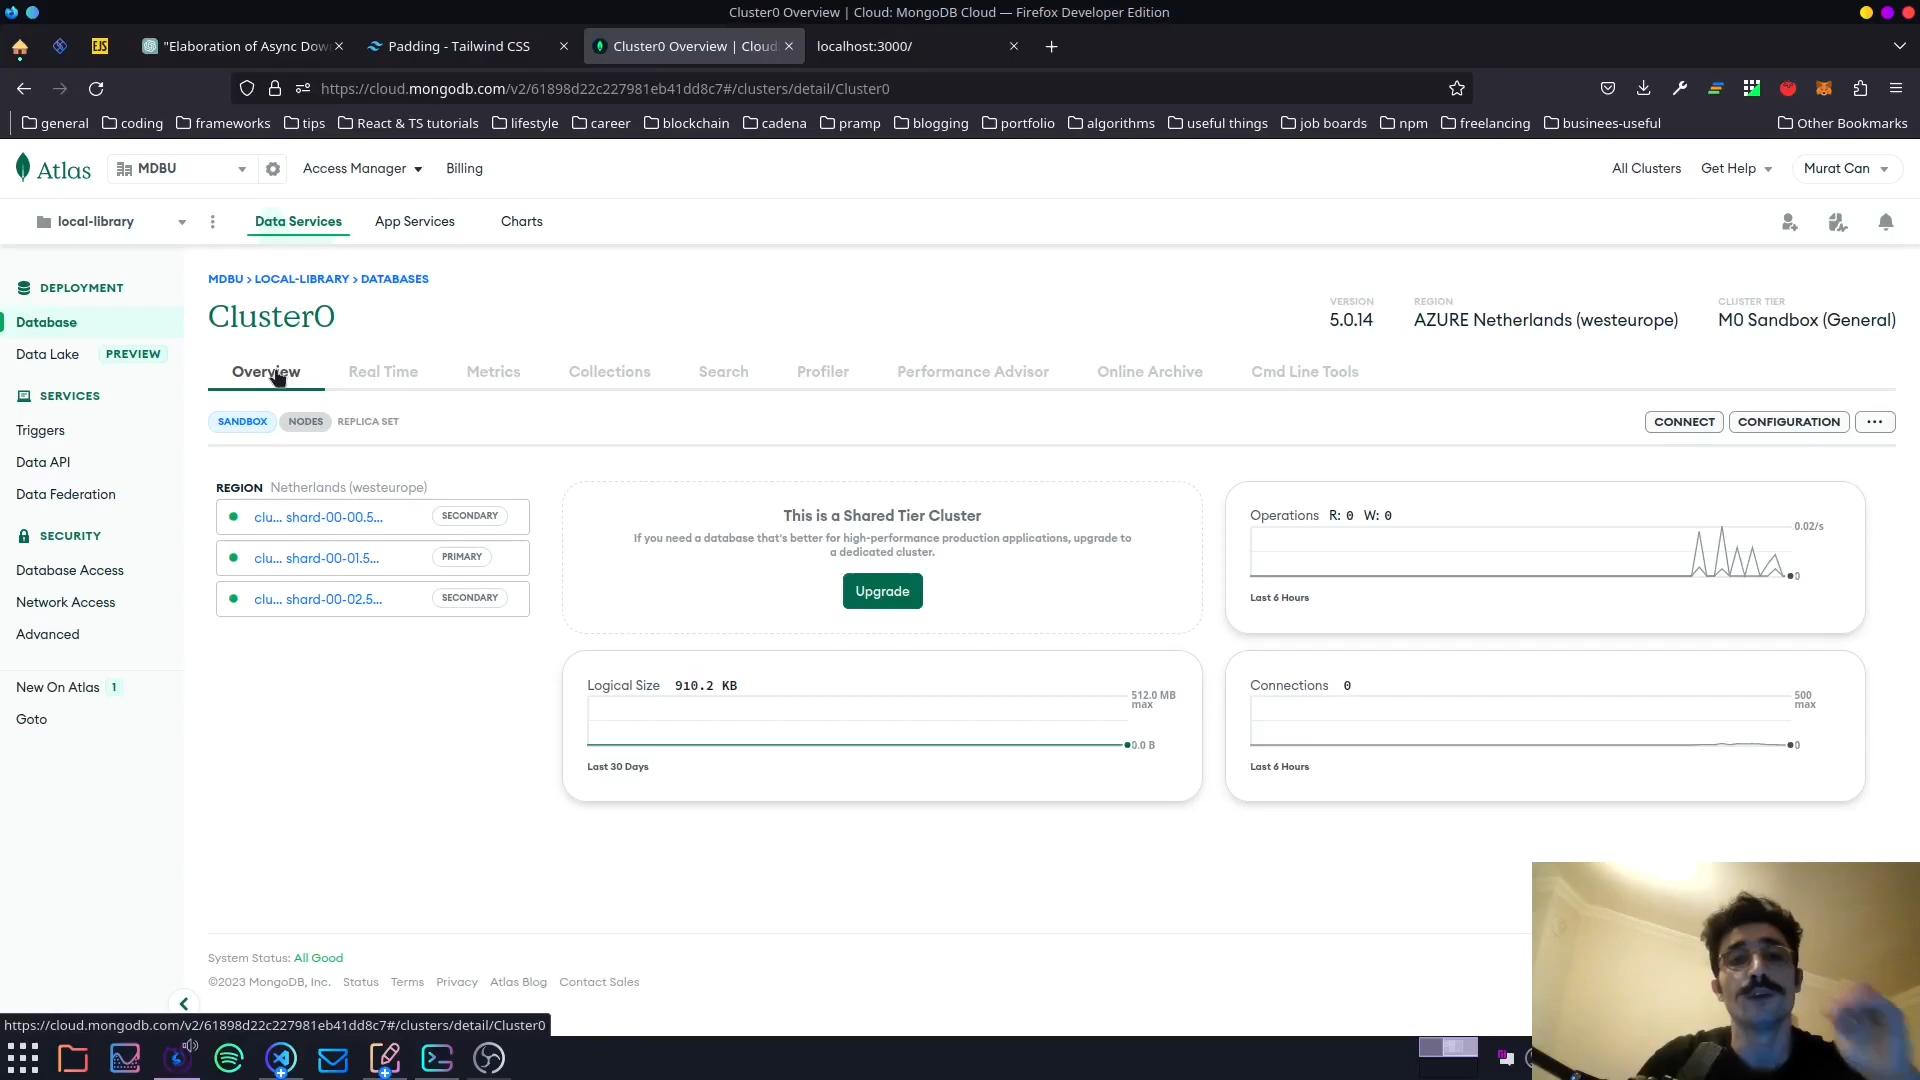 Cluster0 Overview | Cloud: MongoDB Cloud — Firefox Developer Edition
EJS
"Elaboration of Async Dow
Padding - Tailwind CSS
Cluster0 Overview | Cloud:
localhost:3000/
https://cloud.mongodb.com/v2/61898d22c227981eb41dd8c7#/clusters/detail/Cluster0
general
coding
frameworks
tips
React & TS tutorials
lifestyle
career
blockchain
cadena
pramp
blogging
portfolio
algorithms
useful things
job boards
npm
freelancing
businees-useful
Other Bookmarks
Atlas
MDBU
Access Manager
Billing
All Clusters
Get Help
Murat Can
local-library
Data Services
App Services
Charts
DEPLOYMENT
Database
Data Lake PREVIEW
SERVICES
Triggers
Data API
Data Federation
SECURITY
Database Access
Network Access
Advanced
New On Atlas 1
Goto
MDBU > LOCAL-LIBRARY > DATABASES
Cluster0
VERSION
5.0.14
REGION
AZURE Netherlands (westeurope)
CLUSTER TIER
M0 Sandbox (General)
Overview
Real Time
Metrics
Collections
Search
Profiler
Performance Advisor
Online Archive
Cmd Line Tools
SANDBOX
NODES
REPLICA SET
CONNECT
CONFIGURATION
...
REGION Netherlands (westeurope)
clu... shard-00-00.5... SECONDARY
clu... shard-00-01.5... PRIMARY
clu... shard-00-02.5... SECONDARY
This is a Shared Tier Cluster
If you need a database that's better for high-performance production applications, upgrade to
a dedicated cluster.
Upgrade
Operations R: 0 W: 0
0.02/s
0
Last 6 Hours
Logical Size 910.2 KB
512.0 MB
max
0.0 B
Last 30 Days
Connections 0
500
max
0
Last 6 Hours
System Status: All Good
©2023 MongoDB, Inc. Status Terms Privacy Atlas Blog Contact Sales
https://cloud.mongodb.com/v2/61898d22c227981eb41dd8c7#/clusters/detail/Cluster0